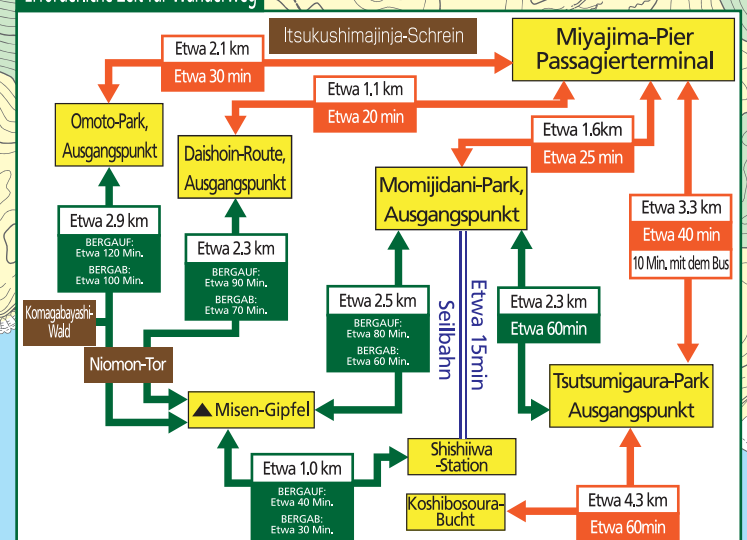 Erforderliche Zeit für Wanderweg
Etwa 2.1 km
Etwa 30 min
Itsukushimajinja-Schrein
Miyajima-Pier
Passagierterminal
Etwa 1.1 km
Etwa 20 min
Omoto-Park,
Ausgangspunkt
Daishoin-Route,
Ausgangspunkt
Etwa 1.6km
Etwa 25 min
Momijidani-Park,
Ausgangspunkt
Etwa 3.3 km
Etwa 40 min
10 Min. mit dem Bus
Etwa 2.9 km
BERGAUF:
Etwa 120 Min.
BERGAB:
Etwa 100 Min.
Etwa 2.3 km
BERGAUF:
Etwa 90 Min.
BERGAB:
Etwa 70 Min.
Etwa 2.5 km
BERGAUF:
Etwa 80 Min.
BERGAB:
Etwa 60 Min.
Etwa 15min
Seilbahn
Etwa 2.3 km
Etwa 60min
Komagabayashi-
Wald
Niomon-Tor
Tsutsumigaura-Park
Ausgangspunkt
▲Misen-Gipfel
Shishiiwa
-Station
Etwa 1.0 km
BERGAUF:
Etwa 40 Min.
BERGAB:
Etwa 30 Min.
Koshibosoura-
Bucht
Etwa 4.3 km
Etwa 60min